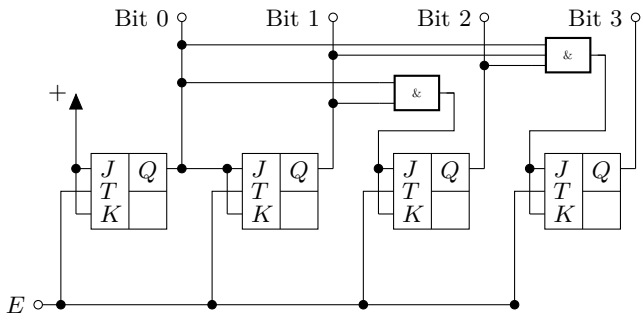 Bit 0 Bit 1 Bit 2 Bit 3
&
&
+
J Q J Q J Q J Q
T T T T
K K K K
E